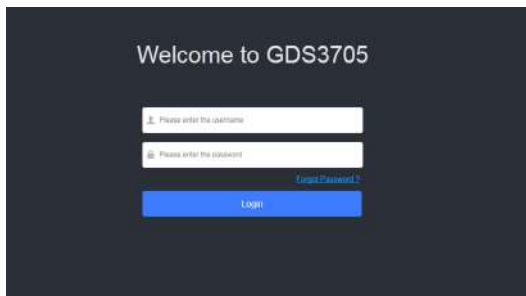 Welcome to GDS3705
Please enter the username
Please enter the password
Forgot Password ?
Login